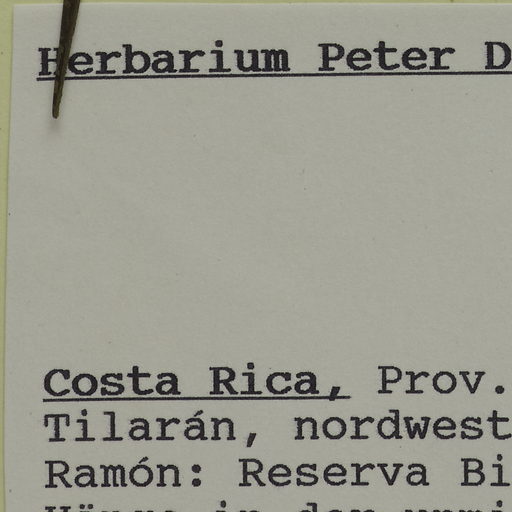 Herbarium Peter D
Costa Rica, Prov.
Tilarán, nordwest
Ramón: Reserva Bi